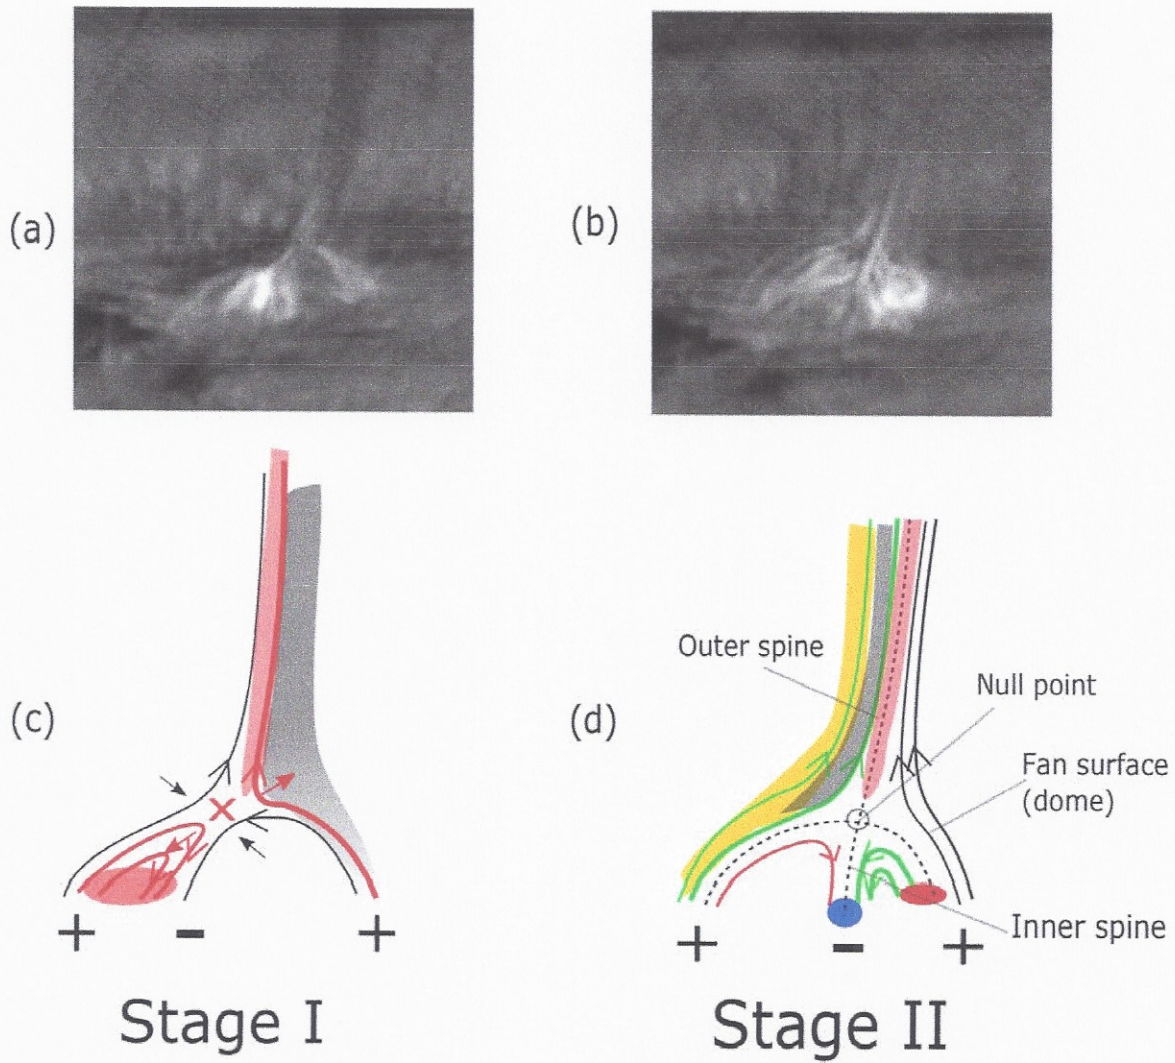 (a)
(b)
(c)
(d)
Outer spine
Null point
Fan surface
(dome)
Inner spine
+ - +
+ - +
Stage I
Stage II